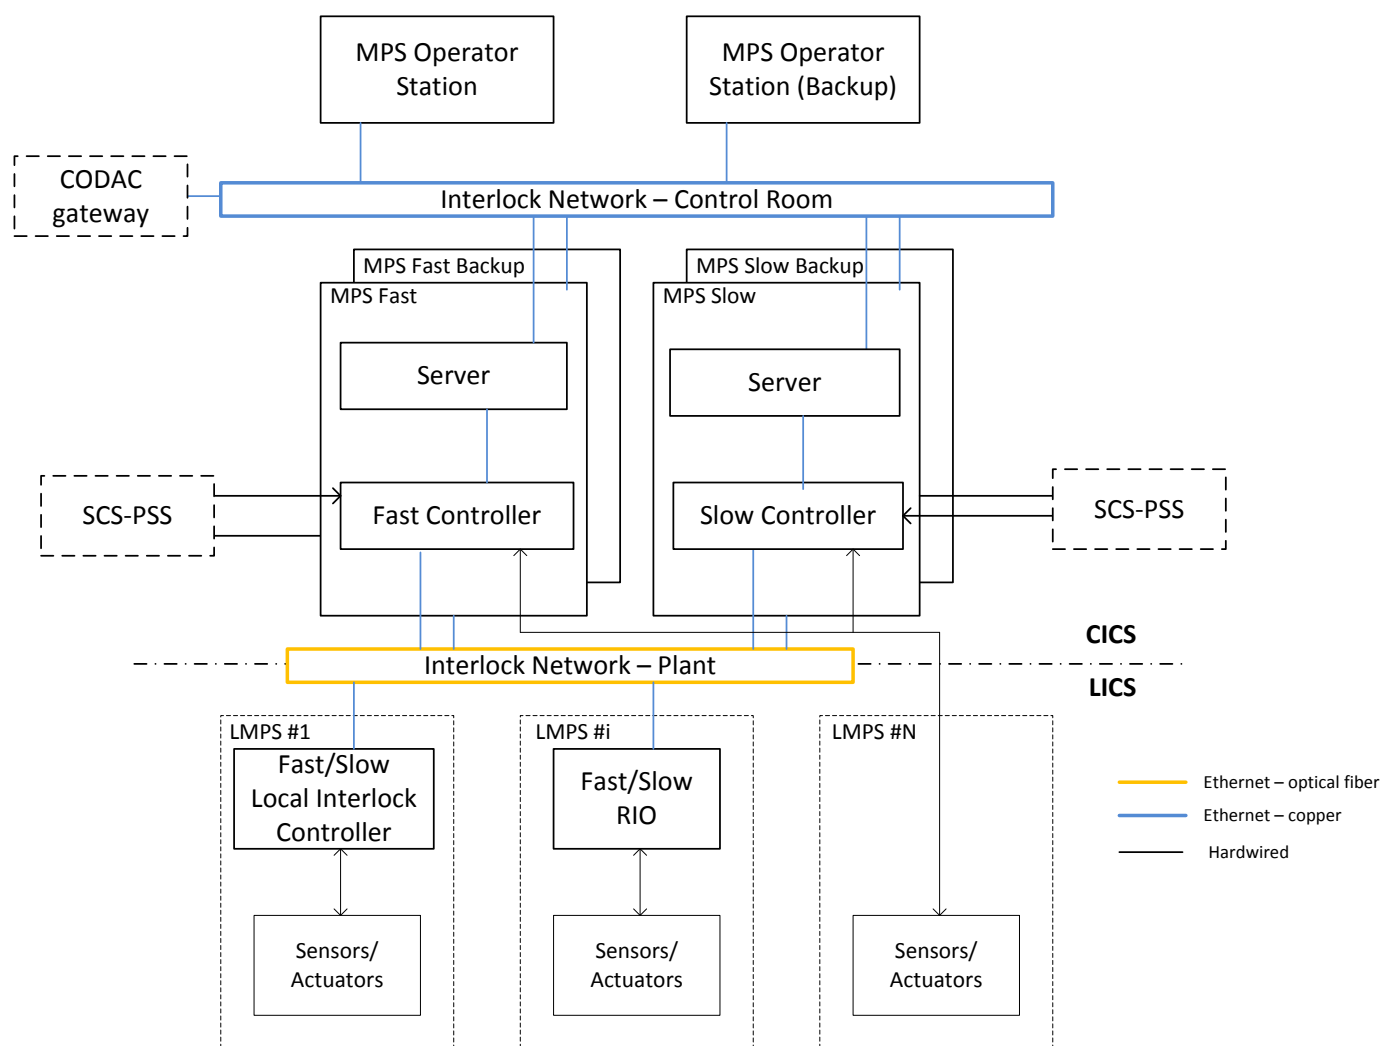 MPS Operator
Station
MPS Operator
Station (Backup)
CODAC
gateway
Interlock Network – Control Room
MPS Fast Backup
MPS Fast
MPS Slow Backup
MPS Slow
Server
Server
SCS-PSS
Fast Controller
Slow Controller
SCS-PSS
CICS
Interlock Network – Plant
LICS
LMPS #1
Fast/Slow
Local Interlock
Controller
LMPS #i
Fast/Slow
RIO
LMPS #N
Ethernet – optical fiber
Ethernet – copper
Hardwired
Sensors/
Actuators
Sensors/
Actuators
Sensors/
Actuators